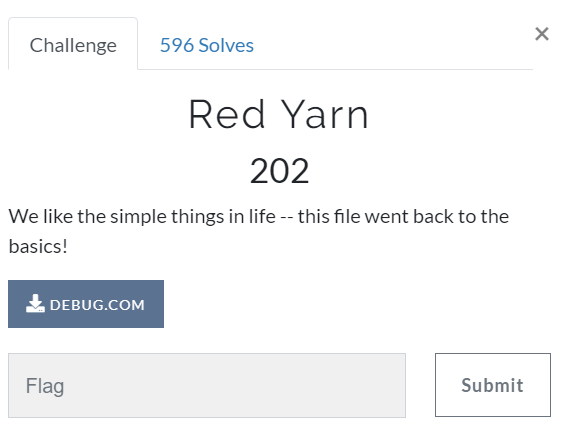 Challenge
596 Solves
×
Red Yarn
202
We like the simple things in life -- this file went back to the
basics!
DEBUG.COM
Flag
Submit